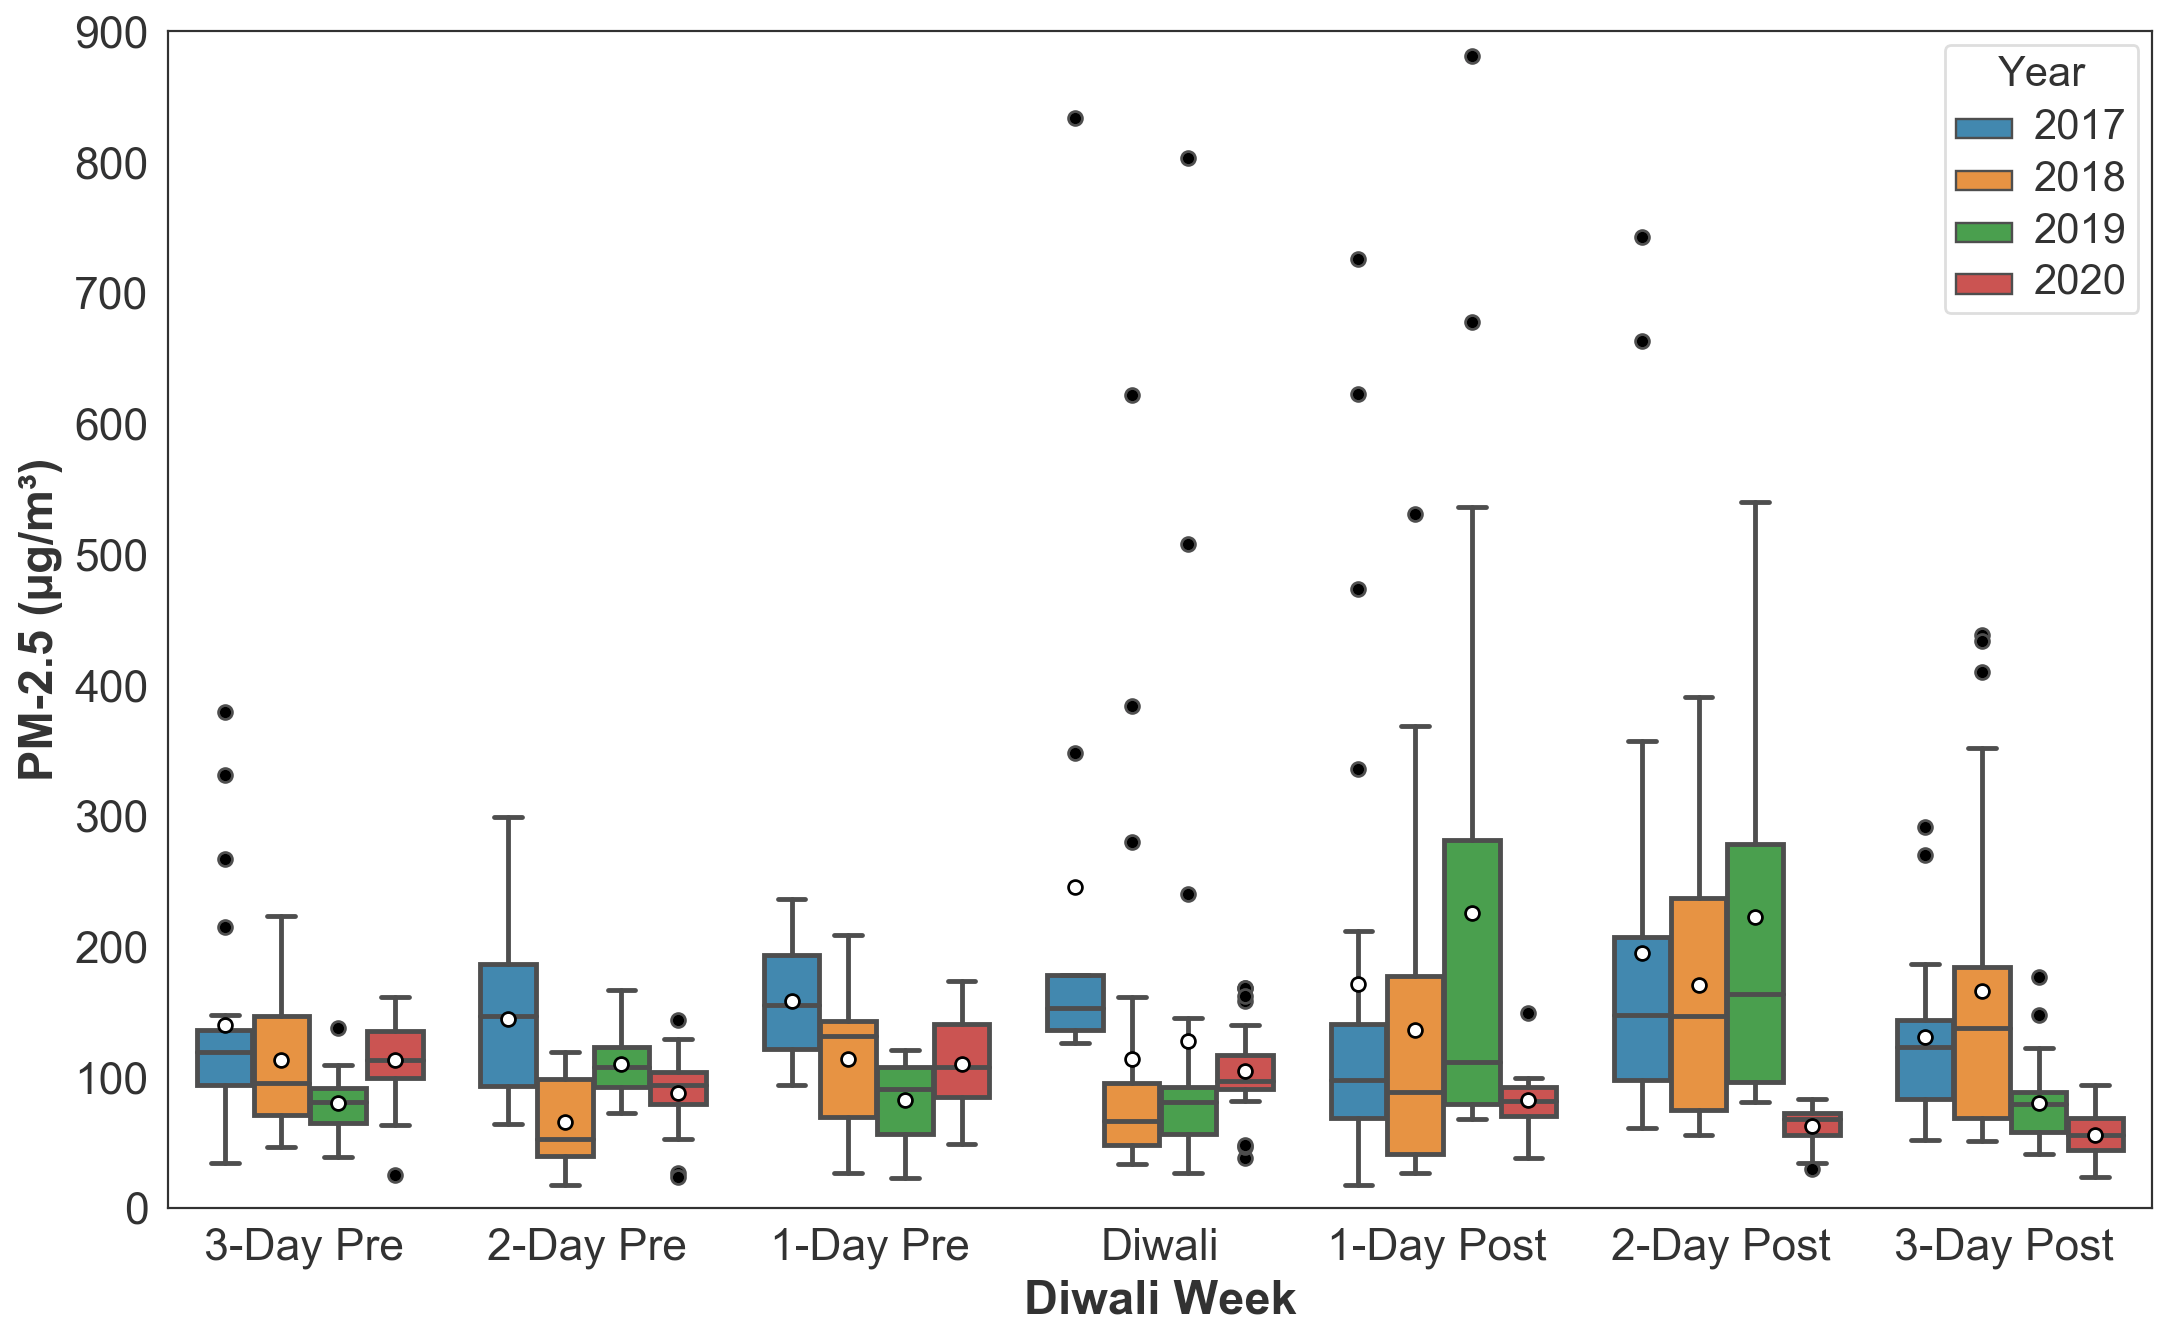 900
800
700
600
500
400
300
200
100
0
PM-2.5 (µg/m³)
Year
2017
2018
2019
2020
3-Day Pre
2-Day Pre
1-Day Pre
Diwali
1-Day Post
2-Day Post
3-Day Post
Diwali Week